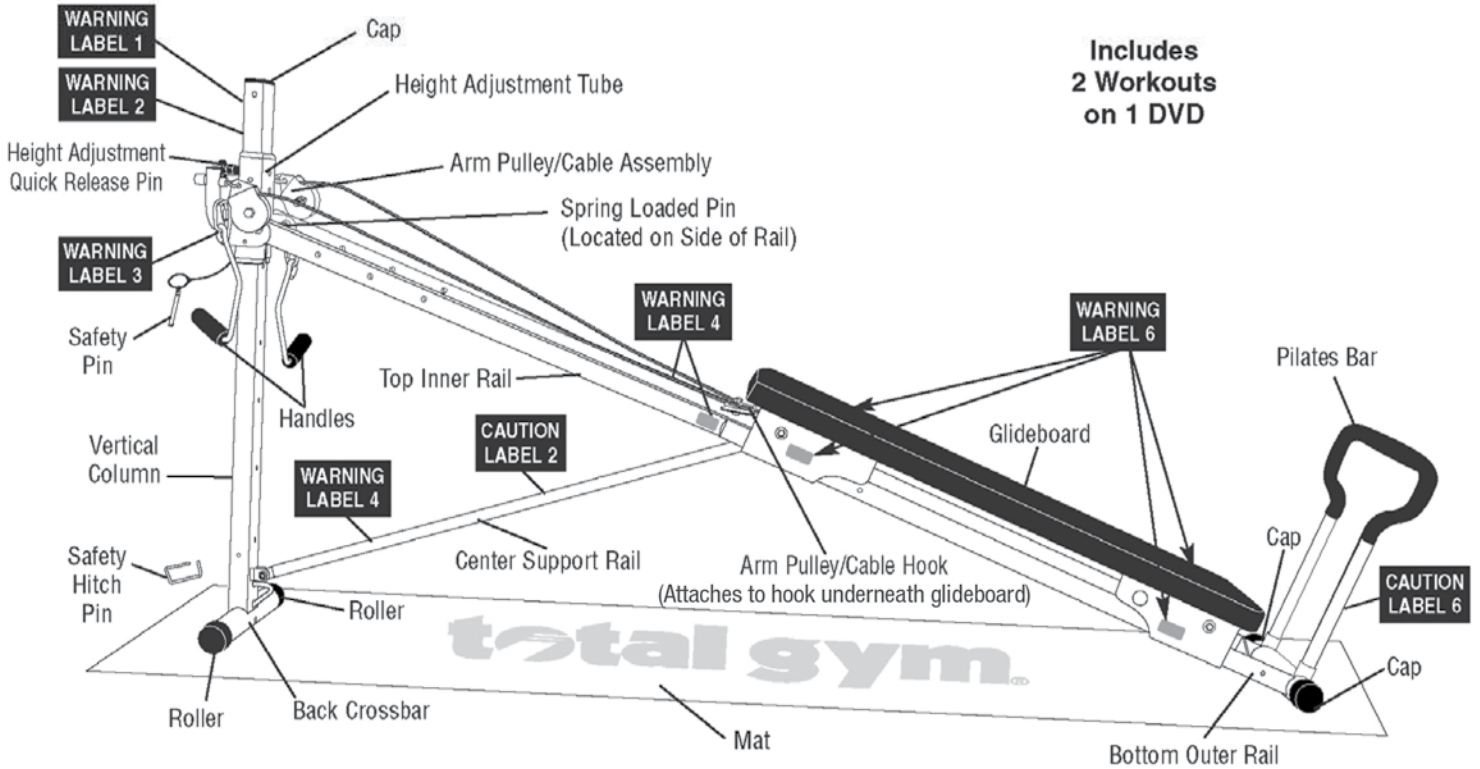 WARNING
LABEL 1
Cap
Includes
2 Workouts
on 1 DVD
WARNING
LABEL 2
Height Adjustment Tube
Height Adjustment
Quick Release Pin
Arm Pulley/Cable Assembly
Spring Loaded Pin
(Located on Side of Rail)
WARNING
LABEL 3
WARNING
LABEL 4
WARNING
LABEL 6
Safety
Pin
Pilates Bar
Top Inner Rail
Handles
CAUTION
LABEL 2
Glideboard
Vertical
Column
WARNING
LABEL 4
Safety
Hitch
Pin
Center Support Rail
Arm Pulley/Cable Hook
(Attaches to hook underneath glideboard)
Cap
CAUTION
LABEL 6
Roller
total gym®
Cap
Roller
Back Crossbar
Mat
Bottom Outer Rail